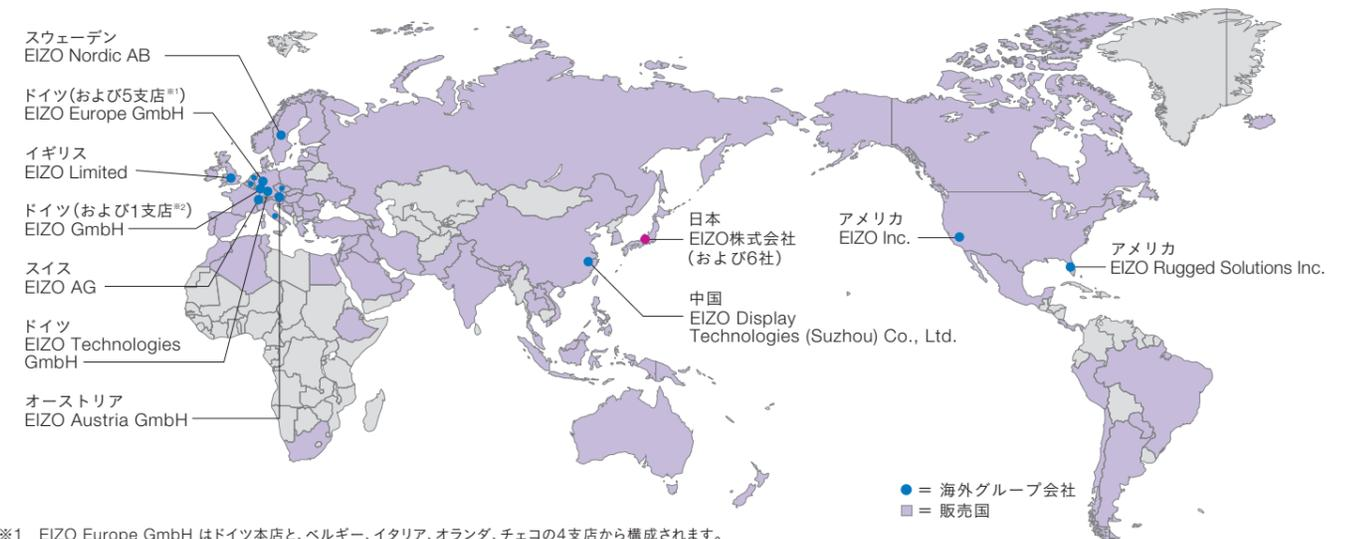 スウェーデン
EIZO Nordic AB
ドイツ(および5支店※1)
EIZO Europe GmbH
イギリス
EIZO Limited
ドイツ(および1支店※2)
EIZO GmbH
スイス
EIZO AG
ドイツ
EIZO Technologies
GmbH
オーストリア
EIZO Austria GmbH
日本
EIZO株式会社
(および6社)
中国
EIZO Display
Technologies (Suzhou) Co., Ltd.
アメリカ
EIZO Inc.
アメリカ
EIZO Rugged Solutions Inc.
= 海外グループ会社
= 販売国
※1 EIZO Europe GmbH はドイツ本店と、ベルギー、イタリア、オランダ、チェコの4支店から構成されます。